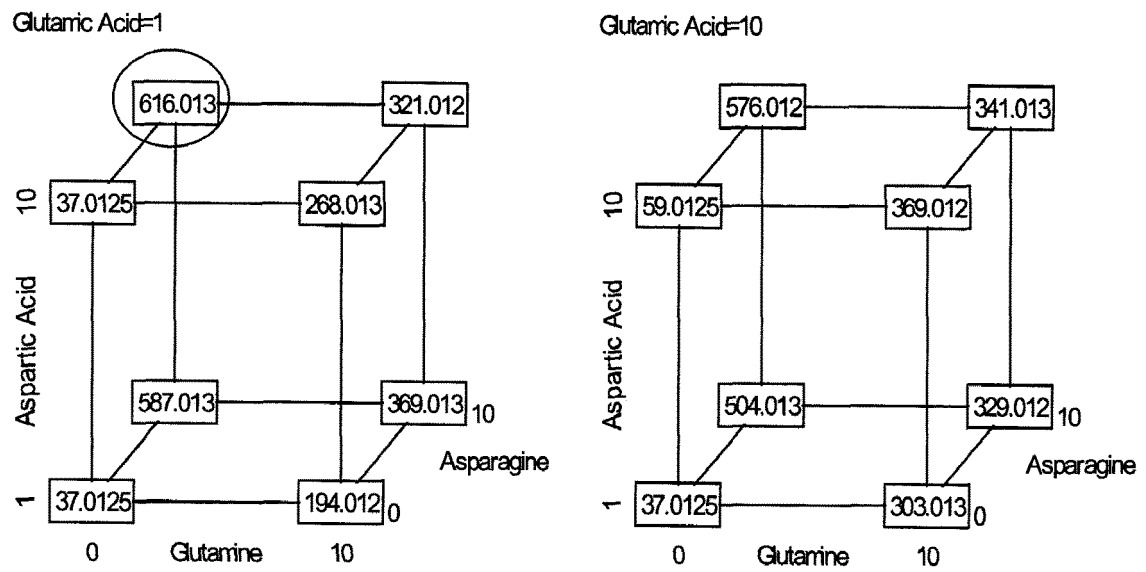 Glutamic Acid=1
Glutamic Acid=10
616.013 321.012
576.012 341.013
10 37.0125 268.013
10 59.0125 369.012
Aspartic Acid
Aspartic Acid
587.013 369.013 10
504.013 329.012 10
Asparagine
Asparagine
1 37.0125 194.012 0
1 37.0125 303.013 0
0 Glutamine 10
0 Glutamine 10